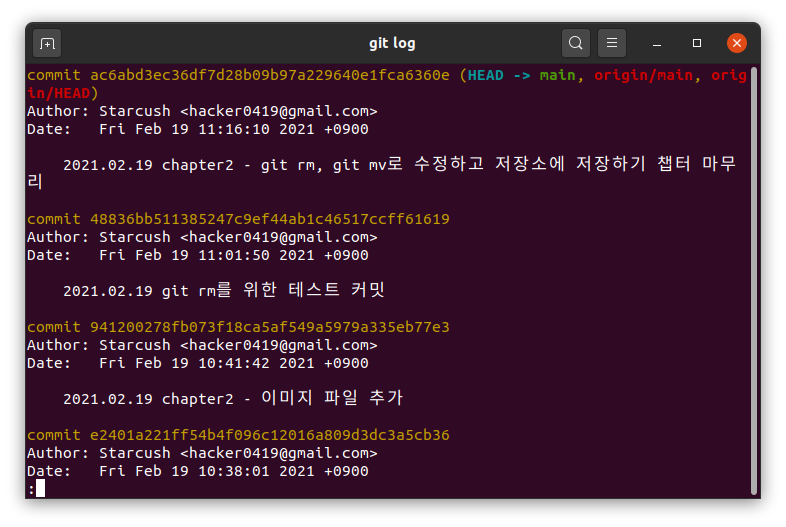 git log
commit ac6abd3ec36df7d28b09b97a229640e1fca6360e (HEAD -> main, origin/main, orig
in/HEAD)
Author: Starcush <hacker0419@gmail.com>
Date:   Fri Feb 19 11:16:10 2021 +0900
2021.02.19 chapter2 - git rm, git mv로 수정하고 저장소에 저장하기 챕터 마무
리
commit 48836bb511385247c9ef44ab1c46517ccff61619
Author: Starcush <hacker0419@gmail.com>
Date:   Fri Feb 19 11:01:50 2021 +0900
2021.02.19 git rm를 위한 테스트 커밋
commit 941200278fb073f18ca5af549a5979a335eb77e3
Author: Starcush <hacker0419@gmail.com>
Date:   Fri Feb 19 10:41:42 2021 +0900
2021.02.19 chapter2 - 이미지 파일 추가
commit e2401a221ff54b4f096c12016a809d3dc3a5cb36
Author: Starcush <hacker0419@gmail.com>
Date:   Fri Feb 19 10:38:01 2021 +0900
: